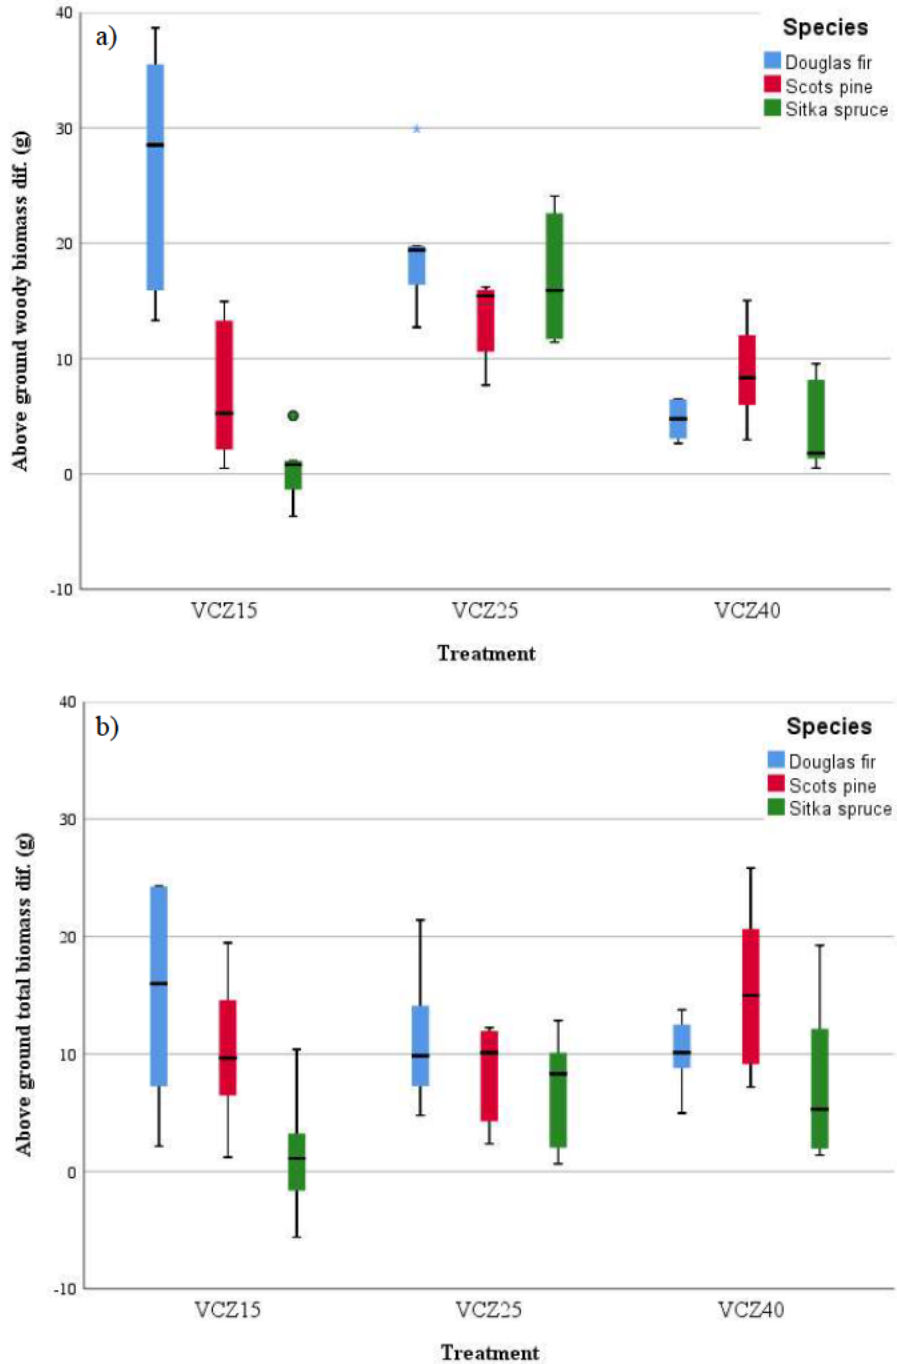 a)
Species
Douglas fir
Scots pine
Sitka spruce
Above ground woody biomass dif. (g)
40
30
20
10
0
-10
VCZ15 VCZ25 VCZ40
Treatment
b)
Species
Douglas fir
Scots pine
Sitka spruce
Above ground total biomass dif. (g)
40
30
20
10
0
-10
VCZ15 VCZ25 VCZ40
Treatment